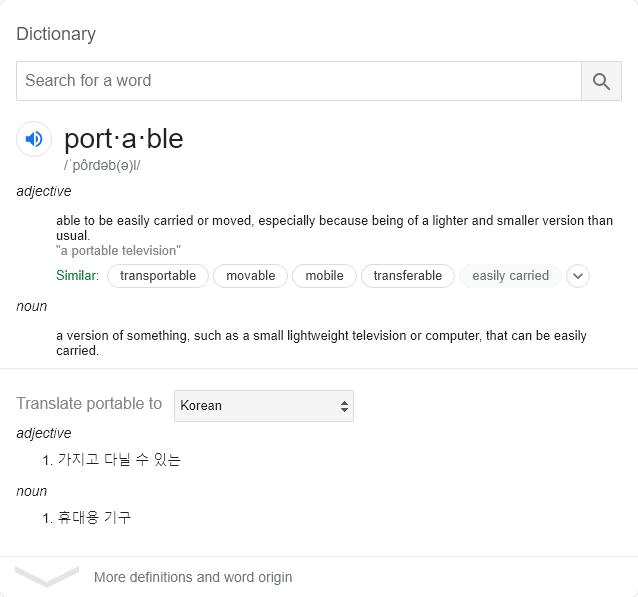 Dictionary
Search for a word
port·a·ble
/ˈpôrdəb(ə)l/
adjective
able to be easily carried or moved, especially because being of a lighter and smaller version than
usual.
"a portable television"
Similar: transportable movable mobile transferable easily carried
noun
a version of something, such as a small lightweight television or computer, that can be easily
carried.
Translate portable to Korean
adjective
1. 가지고 다닐 수 있는
noun
1. 휴대용 기구
More definitions and word origin